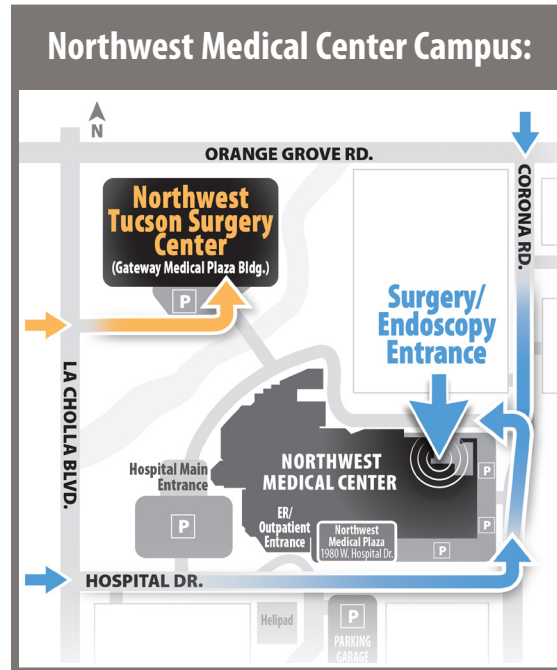 Northwest Medical Center Campus:
N
ORANGE GROVE RD.
CORONA RD.
Northwest
Tucson Surgery
Center
(Gateway Medical Plaza Bldg.)
P
Surgery/
Endoscopy
Entrance
LA CHOLLA BLVD.
Hospital Main
Entrance
P
NORTHWEST
MEDICAL CENTER
P
ER/
Outpatient
Entrance
Northwest
Medical Plaza
1980 W. Hospital Dr.
P
P
HOSPITAL DR.
Helipad
P
PARKING
GARAGE